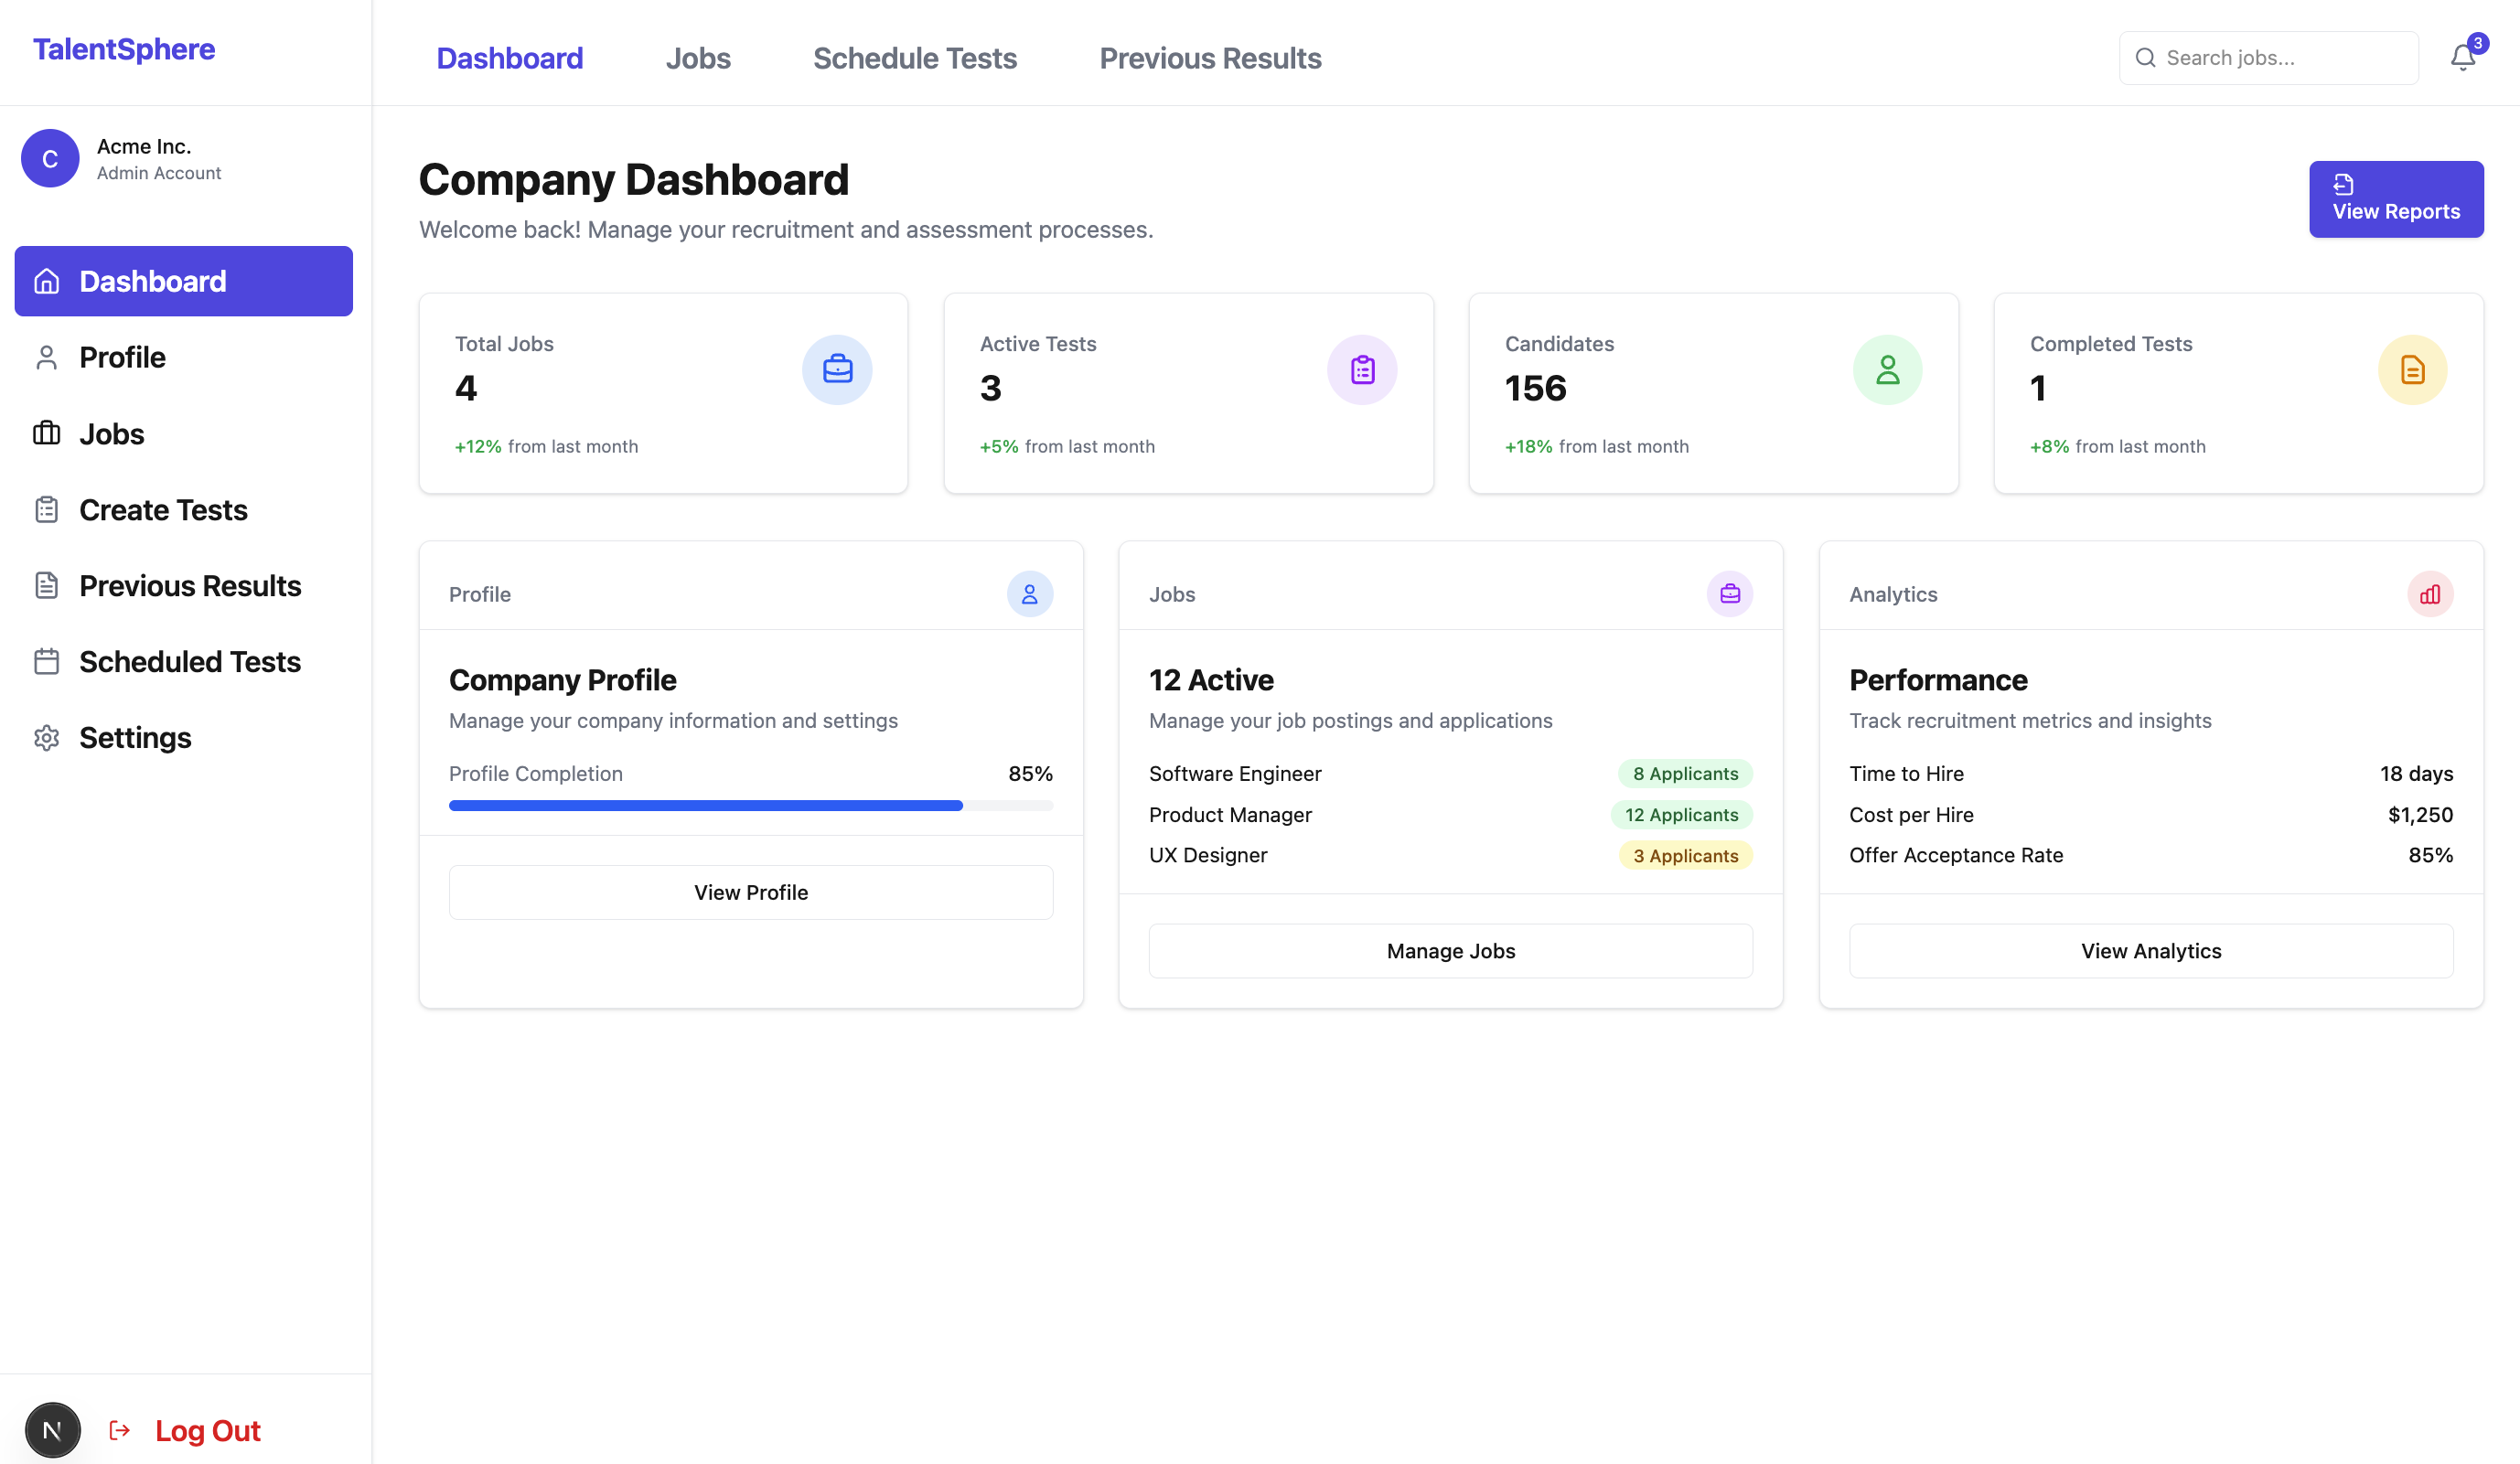 TalentSphere
Dashboard
Jobs
Schedule Tests
Previous Results
Search jobs...
3
C
Acme Inc.
Admin Account
Dashboard
Profile
Jobs
Create Tests
Previous Results
Scheduled Tests
Settings
N
Log Out
Company Dashboard
Welcome back! Manage your recruitment and assessment processes.
View Reports
Total Jobs
4
+12% from last month
Active Tests
3
+5% from last month
Candidates
156
+18% from last month
Completed Tests
1
+8% from last month
Profile
Company Profile
Manage your company information and settings
Profile Completion 85%
View Profile
Jobs
12 Active
Manage your job postings and applications
Software Engineer 8 Applicants
Product Manager 12 Applicants
UX Designer 3 Applicants
Manage Jobs
Analytics
Performance
Track recruitment metrics and insights
Time to Hire 18 days
Cost per Hire $1,250
Offer Acceptance Rate 85%
View Analytics